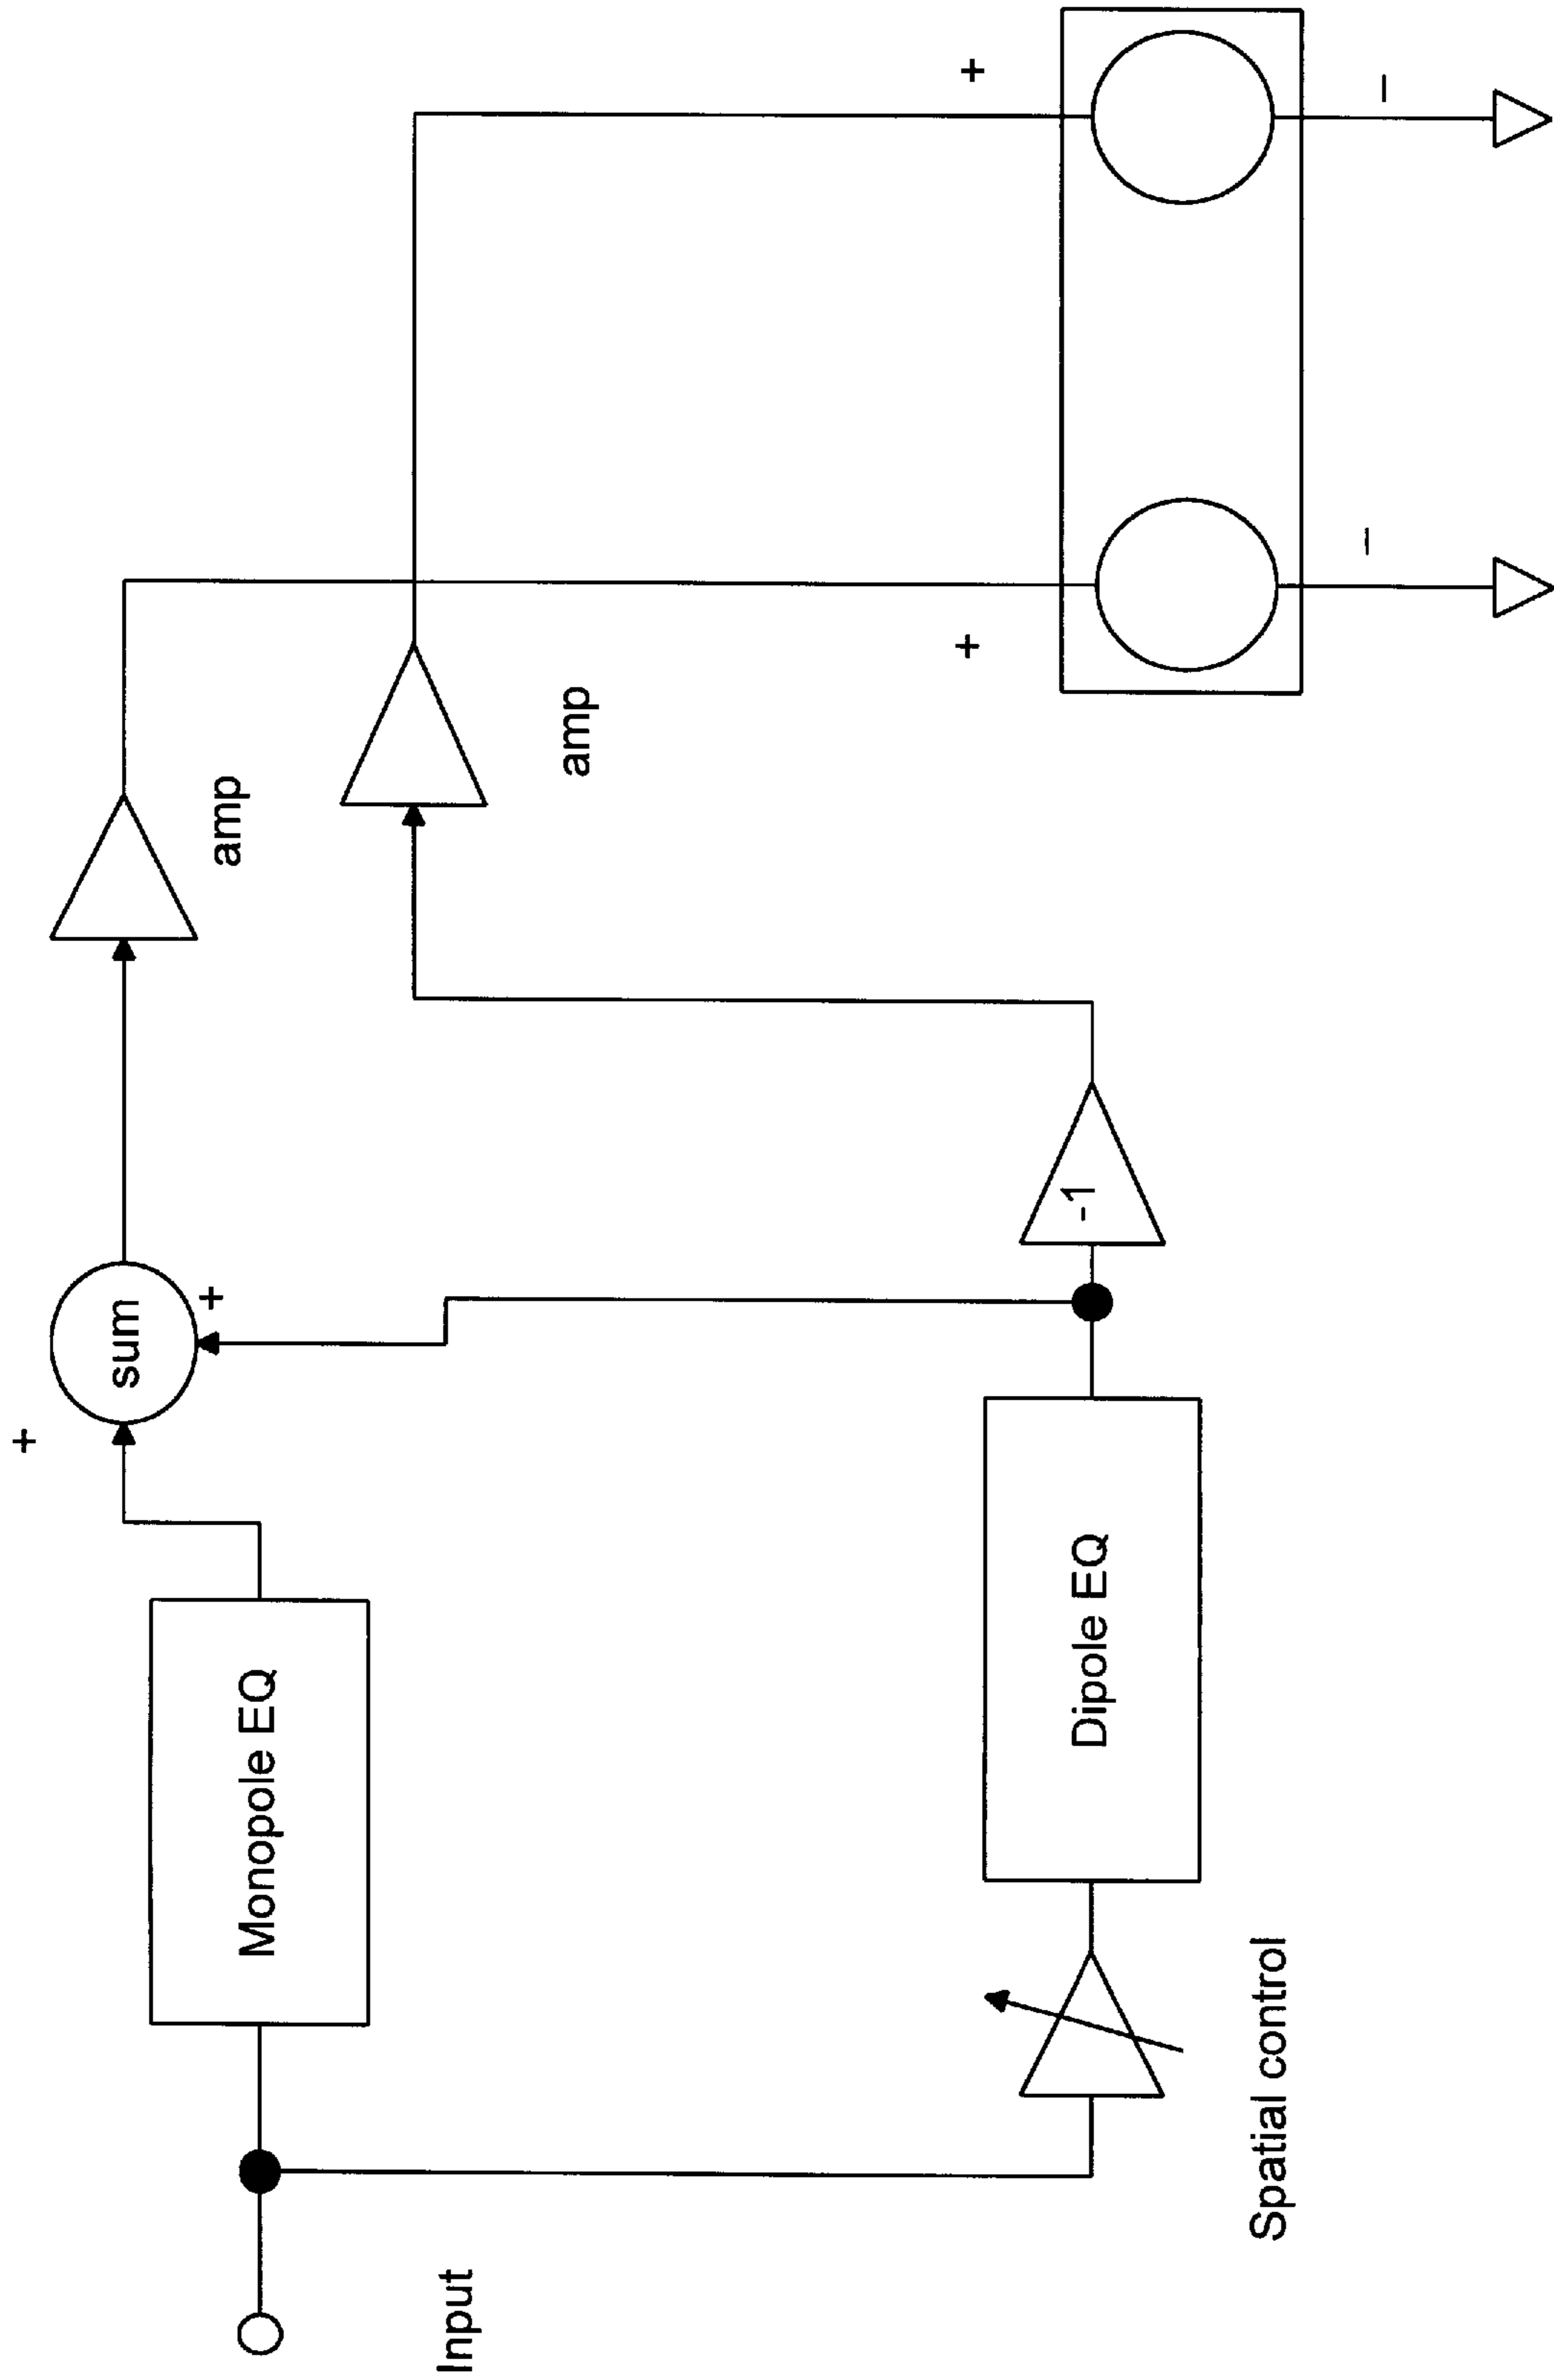 Input
Monopole EQ
+
sum
+
amp
amp
Spatial control
Dipole EQ
-1
+
+
–
–